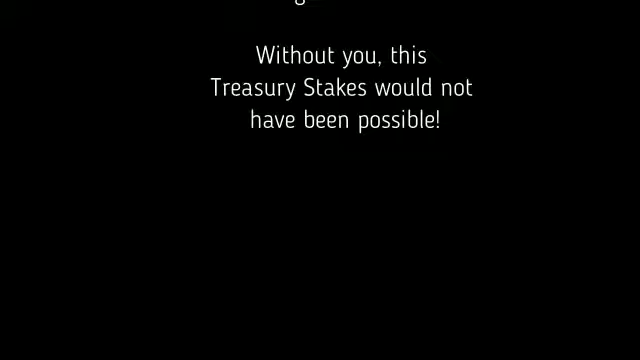 Without you, this
Treasury Stakes would not
have been possible!